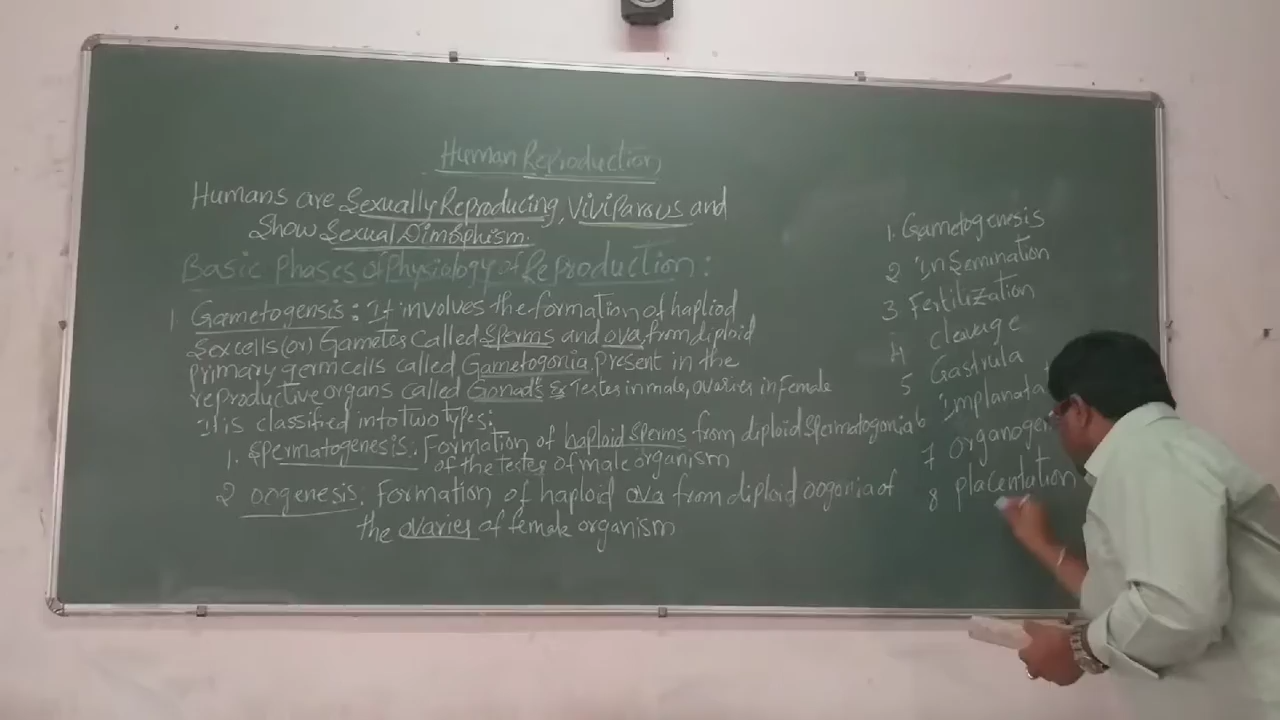 Human Reproduction
Humans are Sexually Reproducing, ViViParous and
Show Sexual Dimorphism.
Basic Phases of Physiology of Reproduction:
1. Gametogensis: It involves the formation of hapliod
Sex cells (or) Gametes Called Sperms and ova, from diploid
primary germ cells called Gametogonia present in the
reproductive organs called Gonad's Testes in male, ovaries in female
It is classified into two types:
1. Spermatogenesis: Formation of haploid sperms from diploid Spermatogonia
of the testes of male organism
2 oogenesis: Formation of haploid ova from diploid oogonia of
the ovaries of female organism
1. Gametogenesis
2 Insemination
3 Fertilization
4 cleavage
5 Gastrula
6
7
8 placentation